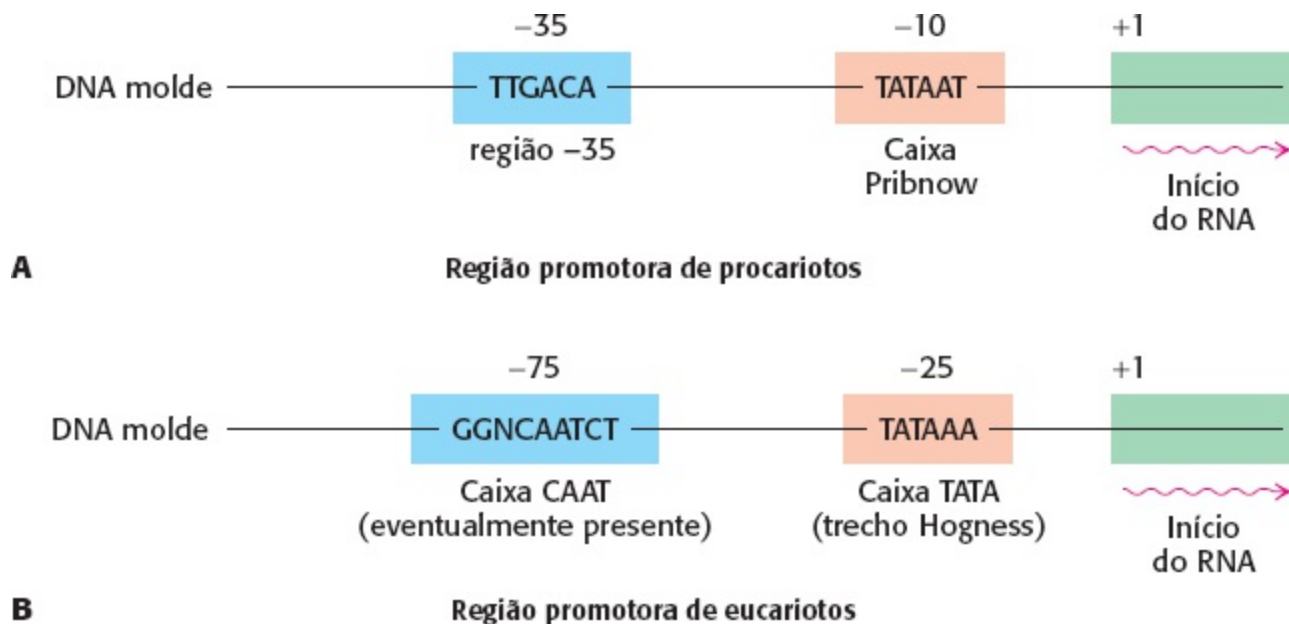 −35 −10 +1
DNA molde TTGACA TATAAT
região −35 Caixa Pribnow Início do RNA
A Região promotora de procariotos
−75 −25 +1
DNA molde GGNCAATCT TATAAA
Caixa CAAT (eventualmente presente) Caixa TATA (trecho Hogness) Início do RNA
B Região promotora de eucariotos